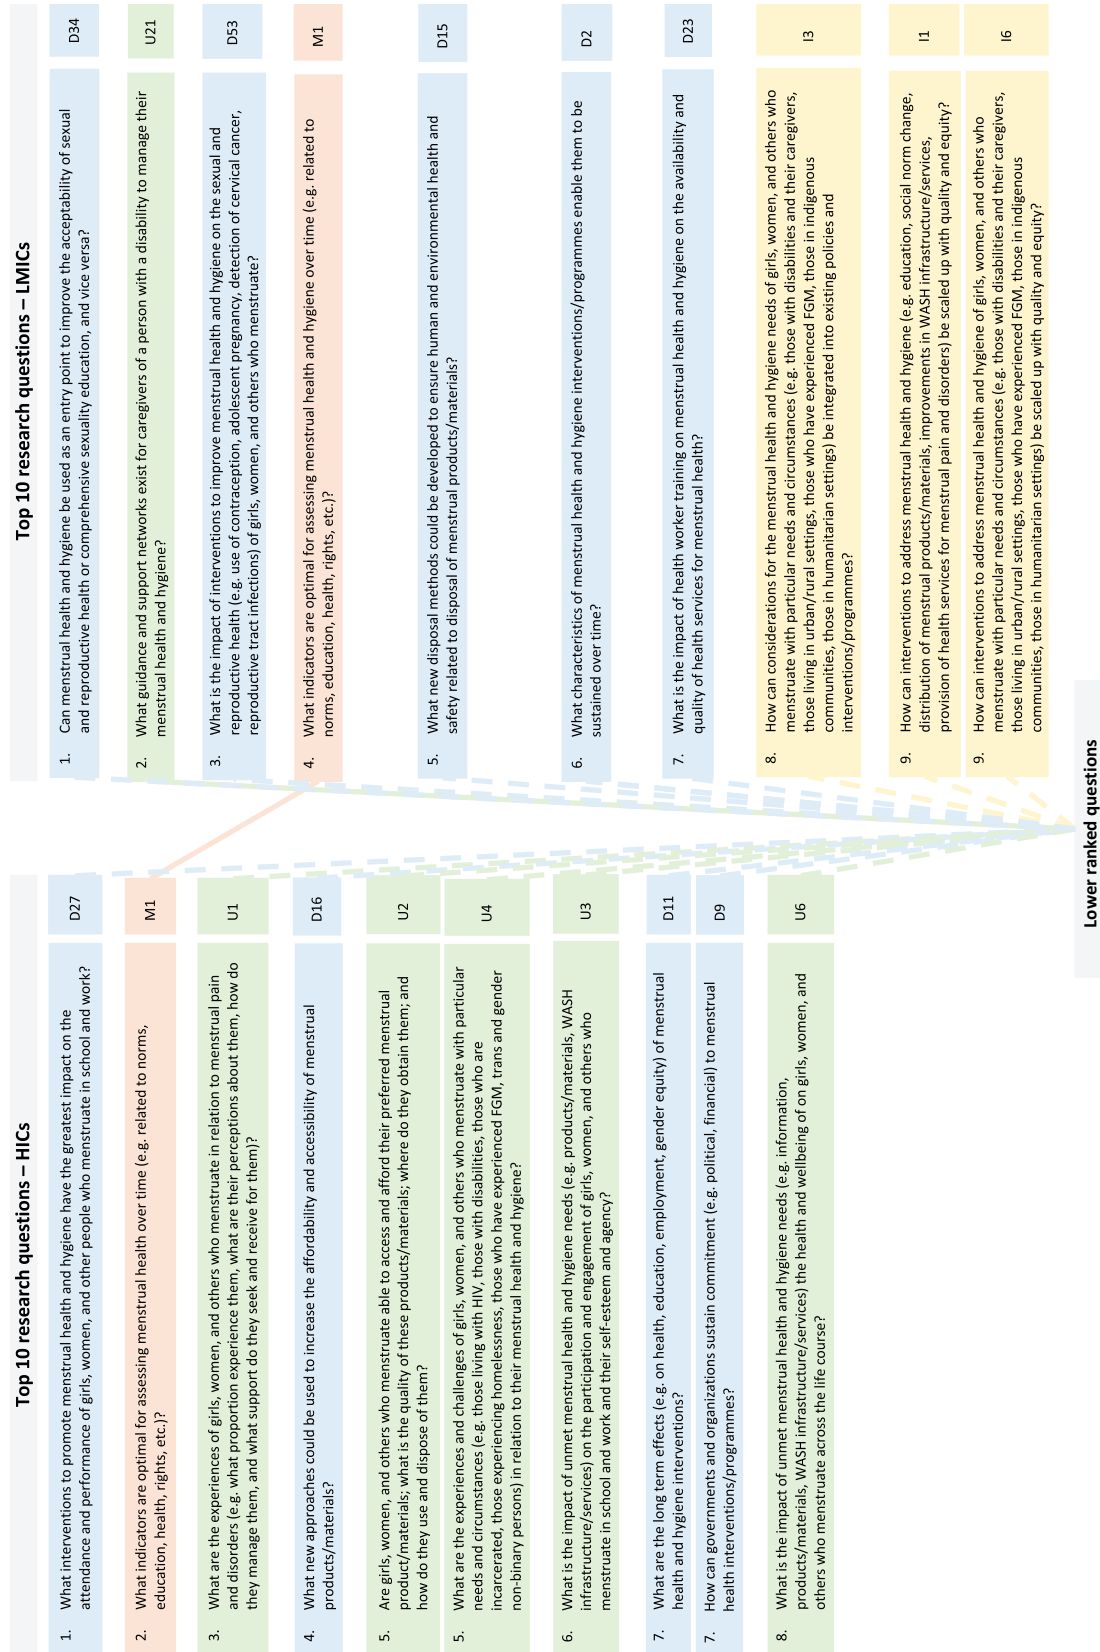 Top 10 research questions – HICs
1. What interventions to promote menstrual health and hygiene have the greatest impact on the
attendance and performance of girls, women, and other people who menstruate in school and work?
D27
2. What indicators are optimal for assessing menstrual health over time (e.g. related to norms,
education, health, rights, etc.)?
M1
3. What are the experiences of girls, women, and others who menstruate in relation to menstrual pain
and disorders (e.g. what proportion experience them, what are their perceptions about them, how do
they manage them, and what support do they seek and receive for them)?
U1
4. What new approaches could be used to increase the affordability and accessibility of menstrual
products/materials?
D16
5. Are girls, women, and others who menstruate able to access and afford their preferred menstrual
product/materials; what is the quality of these products/materials; where do they obtain them; and
how do they use and dispose of them?
U2
5. What are the experiences and challenges of girls, women, and others who menstruate with particular
needs and circumstances (e.g. those living with HIV, those with disabilities, those who are
incarcerated, those experiencing homelessness, those who have experienced FGM, trans and gender
non-binary persons) in relation to their menstrual health and hygiene?
U4
6. What is the impact of unmet menstrual health and hygiene needs (e.g. products/materials, WASH
infrastructure/services) on the participation and engagement of girls, women, and others who
menstruate in school and work and their self-esteem and agency?
U3
7. What are the long term effects (e.g. on health, education, employment, gender equity) of menstrual
health and hygiene interventions?
D11
7. How can governments and organizations sustain commitment (e.g. political, financial) to menstrual
health interventions/programmes?
D9
8. What is the impact of unmet menstrual health and hygiene needs (e.g. information,
products/materials, WASH infrastructure/services) the health and wellbeing of on girls, women, and
others who menstruate across the life course?
U6
Top 10 research questions – LMICs
1. Can menstrual health and hygiene be used as an entry point to improve the acceptability of sexual
and reproductive health or comprehensive sexuality education, and vice versa?
D34
2. What guidance and support networks exist for caregivers of a person with a disability to manage their
menstrual health and hygiene?
U21
3. What is the impact of interventions to improve menstrual health and hygiene on the sexual and
reproductive health (e.g. use of contraception, adolescent pregnancy, detection of cervical cancer,
reproductive tract infections) of girls, women, and others who menstruate?
D53
4. What indicators are optimal for assessing menstrual health and hygiene over time (e.g. related to
norms, education, health, rights, etc.)?
M1
5. What new disposal methods could be developed to ensure human and environmental health and
safety related to disposal of menstrual products/materials?
D15
6. What characteristics of menstrual health and hygiene interventions/programmes enable them to be
sustained over time?
D2
7. What is the impact of health worker training on menstrual health and hygiene on the availability and
quality of health services for menstrual health?
D23
8. How can considerations for the menstrual health and hygiene needs of girls, women, and others who
menstruate with particular needs and circumstances (e.g. those with disabilities and their caregivers,
those living in urban/rural settings, those who have experienced FGM, those in indigenous
communities, those in humanitarian settings) be integrated into existing policies and
interventions/programmes?
I3
9. How can interventions to address menstrual health and hygiene (e.g. education, social norm change,
distribution of menstrual products/materials, improvements in WASH infrastructure/services,
provision of health services for menstrual pain and disorders) be scaled up with quality and equity?
I1
9. How can interventions to address menstrual health and hygiene of girls, women, and others who
menstruate with particular needs and circumstances (e.g. those with disabilities and their caregivers,
those living in urban/rural settings, those who have experienced FGM, those in indigenous
communities, those in humanitarian settings) be scaled up with quality and equity?
I6
Lower ranked questions